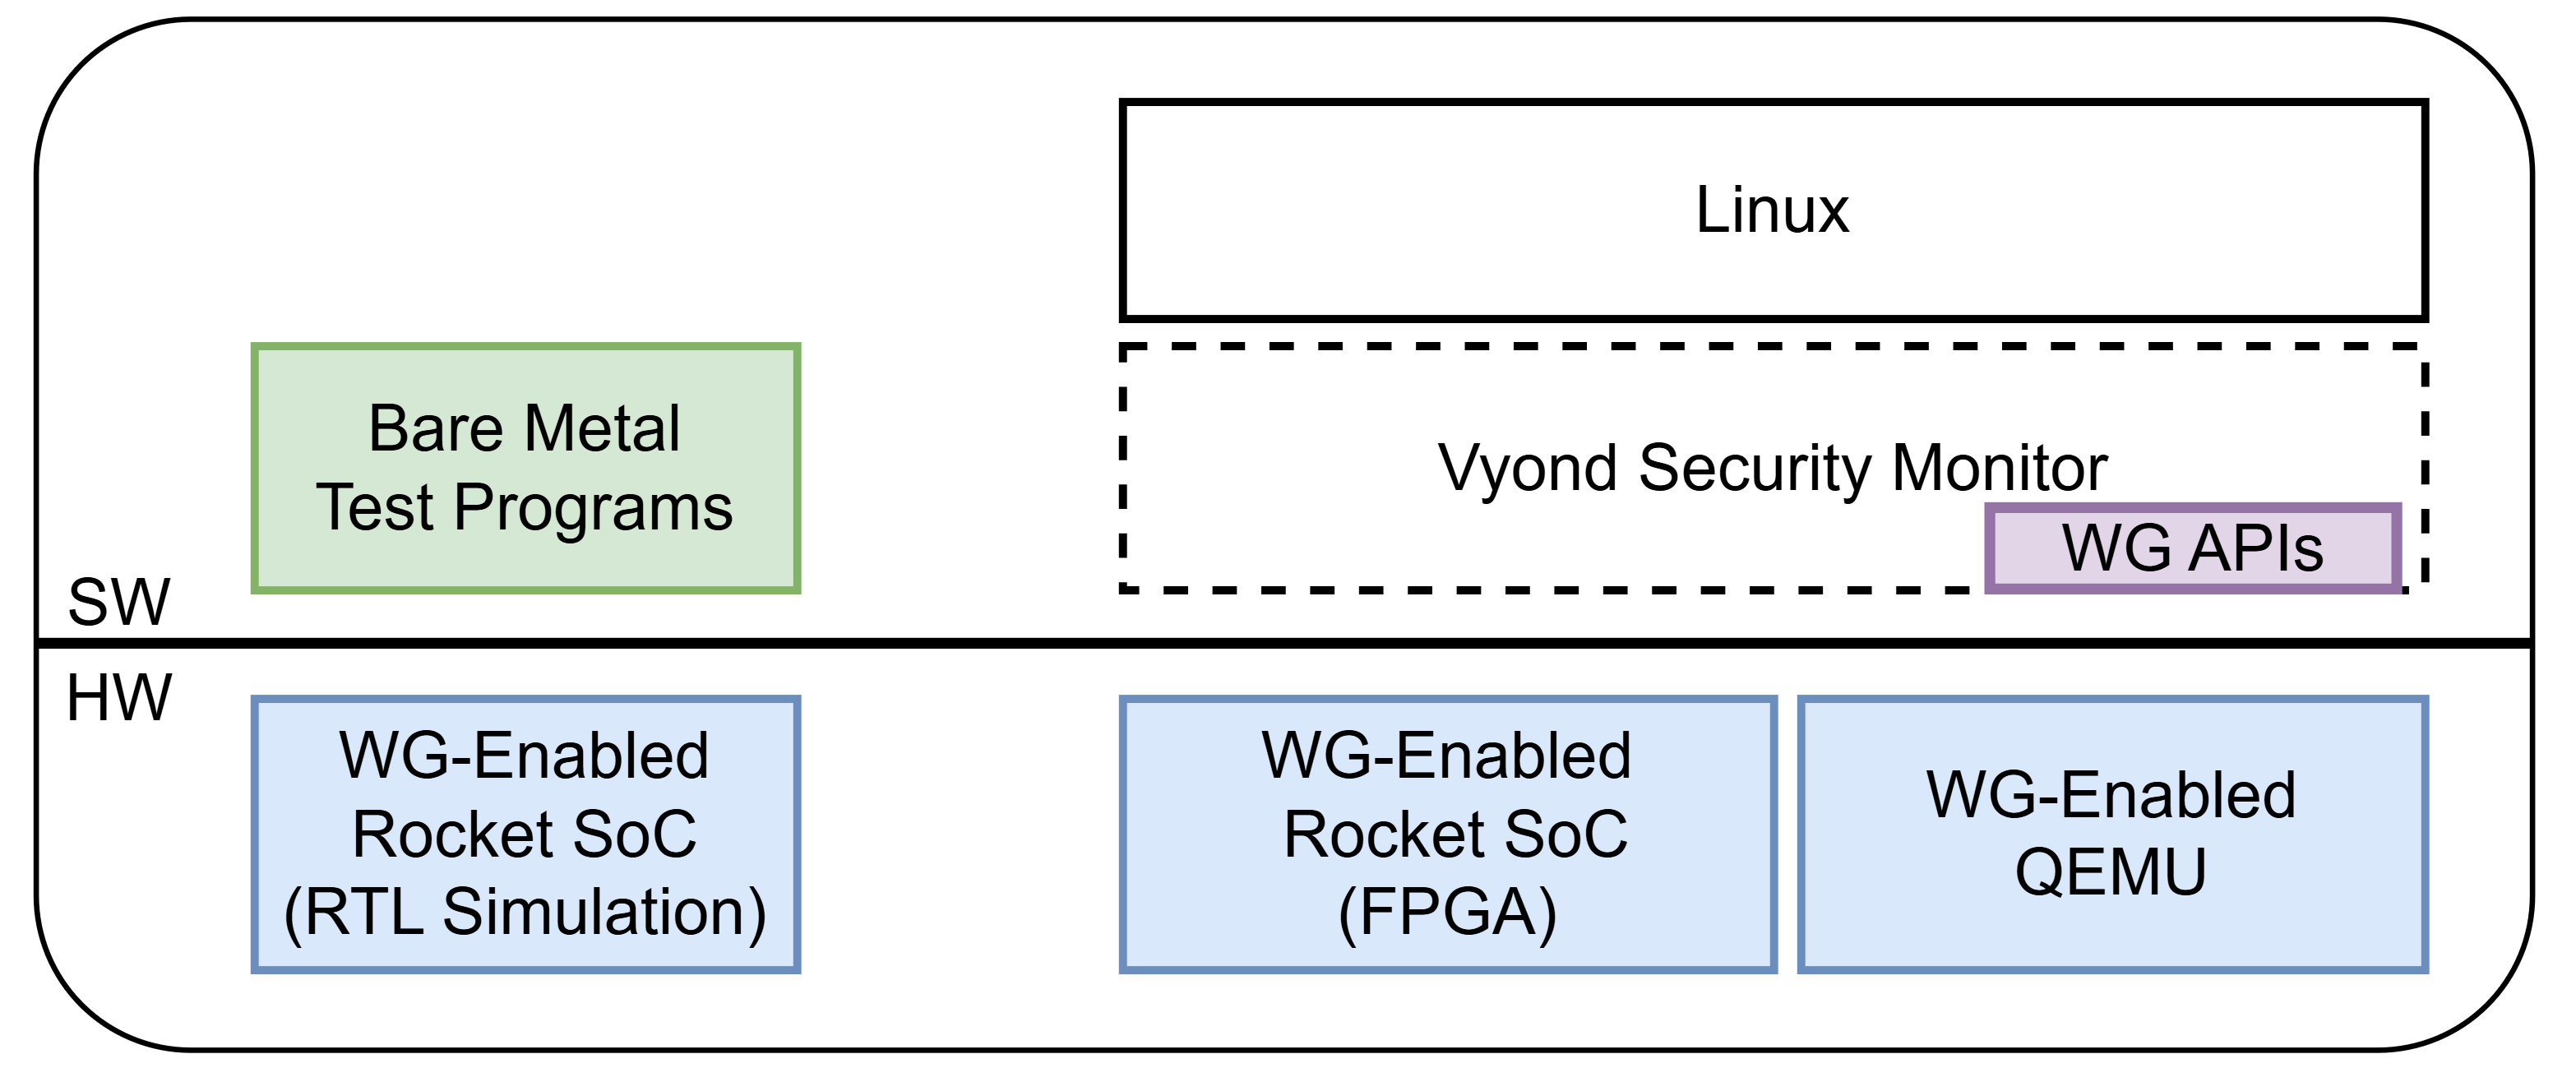 Linux
Bare Metal
Test Programs
Vyond Security Monitor
WG APIs
SW
HW
WG-Enabled
Rocket SoC
(RTL Simulation)
WG-Enabled
Rocket SoC
(FPGA)
WG-Enabled
QEMU